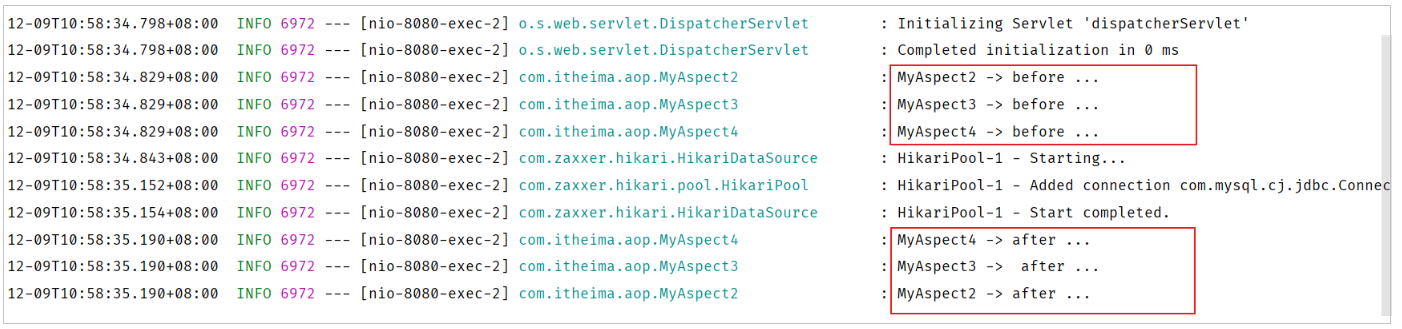 12-09T10:58:34.798+08:00  INFO 6972 --- [nio-8080-exec-2] o.s.web.servlet.DispatcherServlet        : Initializing Servlet 'dispatcherServlet'
12-09T10:58:34.798+08:00  INFO 6972 --- [nio-8080-exec-2] o.s.web.servlet.DispatcherServlet        : Completed initialization in 0 ms
12-09T10:58:34.829+08:00  INFO 6972 --- [nio-8080-exec-2] com.itheima.aop.MyAspect2                : MyAspect2 -> before ...
12-09T10:58:34.829+08:00  INFO 6972 --- [nio-8080-exec-2] com.itheima.aop.MyAspect3                : MyAspect3 -> before ...
12-09T10:58:34.829+08:00  INFO 6972 --- [nio-8080-exec-2] com.itheima.aop.MyAspect4                : MyAspect4 -> before ...
12-09T10:58:34.843+08:00  INFO 6972 --- [nio-8080-exec-2] com.zaxxer.hikari.HikariDataSource       : HikariPool-1 - Starting...
12-09T10:58:35.152+08:00  INFO 6972 --- [nio-8080-exec-2] com.zaxxer.hikari.pool.HikariPool        : HikariPool-1 - Added connection com.mysql.cj.jdbc.Connec
12-09T10:58:35.154+08:00  INFO 6972 --- [nio-8080-exec-2] com.zaxxer.hikari.HikariDataSource       : HikariPool-1 - Start completed.
12-09T10:58:35.190+08:00  INFO 6972 --- [nio-8080-exec-2] com.itheima.aop.MyAspect4                : MyAspect4 -> after ...
12-09T10:58:35.190+08:00  INFO 6972 --- [nio-8080-exec-2] com.itheima.aop.MyAspect3                : MyAspect3 ->  after ...
12-09T10:58:35.190+08:00  INFO 6972 --- [nio-8080-exec-2] com.itheima.aop.MyAspect2                : MyAspect2 -> after ...